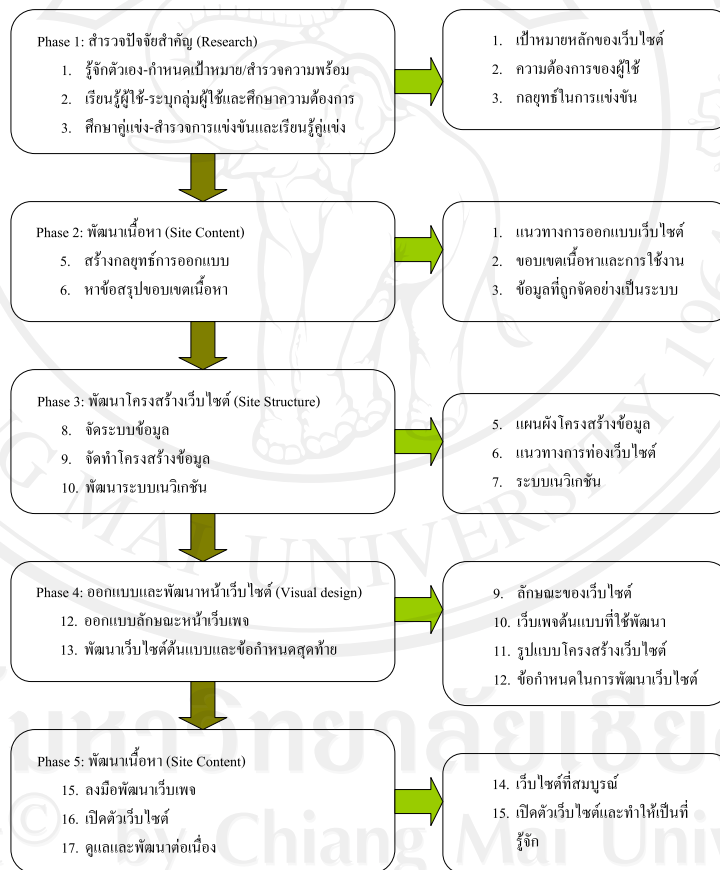 Phase 1: สำรวจปัจจัยสำคัญ (Research)
1. รู้จักตัวเอง-กำหนดเป้าหมาย/สำรวจความพร้อม
2. เรียนรู้ผู้ใช้-ระบุกลุ่มผู้ใช้และศึกษาความต้องการ
3. ศึกษาคู่แข่ง-สำรวจการแข่งขันและเรียนรู้คู่แข่ง
1. เป้าหมายหลักของเว็บไซต์
2. ความต้องการของผู้ใช้
3. กลยุทธ์ในการแข่งขัน
Phase 2: พัฒนาเนื้อหา (Site Content)
5. สร้างกลยุทธ์การออกแบบ
6. หาข้อสรุปขอบเขตเนื้อหา
1. แนวทางการออกแบบเว็บไซต์
2. ขอบเขตเนื้อหาและการใช้งาน
3. ข้อมูลที่ถูกจัดอย่างเป็นระบบ
Phase 3: พัฒนาโครงสร้างเว็บไซต์ (Site Structure)
8. จัดระบบข้อมูล
9. จัดทำโครงสร้างข้อมูล
10. พัฒนาระบบเนวิเกชัน
5. แผนผังโครงสร้างข้อมูล
6. แนวทางการท่องเว็บไซต์
7. ระบบเนวิเกชัน
Phase 4: ออกแบบและพัฒนาหน้าเว็บไซต์ (Visual design)
12. ออกแบบลักษณะหน้าเว็บเพจ
13. พัฒนาเว็บไซต์ต้นแบบและข้อกำหนดสุดท้าย
9. ลักษณะของเว็บไซต์
10. เว็บเพจต้นแบบที่ใช้พัฒนา
11. รูปแบบโครงสร้างเว็บไซต์
12. ข้อกำหนดในการพัฒนาเว็บไซต์
Phase 5: พัฒนาเนื้อหา (Site Content)
15. ลงมือพัฒนาเว็บเพจ
16. เปิดตัวเว็บไซต์
17. ดูแลและพัฒนาต่อเนื่อง
14. เว็บไซต์ที่สมบูรณ์
15. เปิดตัวเว็บไซต์และทำให้เป็นที่
รู้จัก
MAI UNIVERSITY 196
© by Chiang Mai Univ